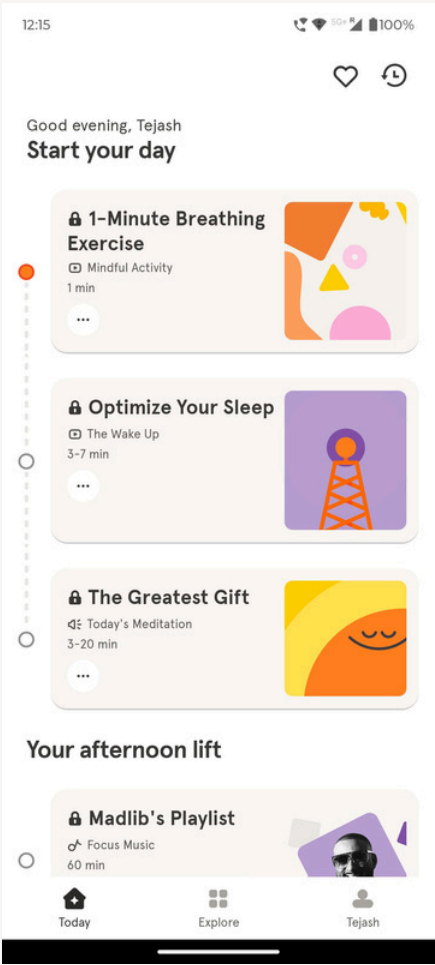 12:15
5G+ R 100%
Good evening, Tejash
Start your day
1-Minute Breathing
Exercise
Mindful Activity
1 min
Optimize Your Sleep
The Wake Up
3-7 min
The Greatest Gift
Today's Meditation
3-20 min
Your afternoon lift
Madlib's Playlist
Focus Music
60 min
Today
Explore
Tejash